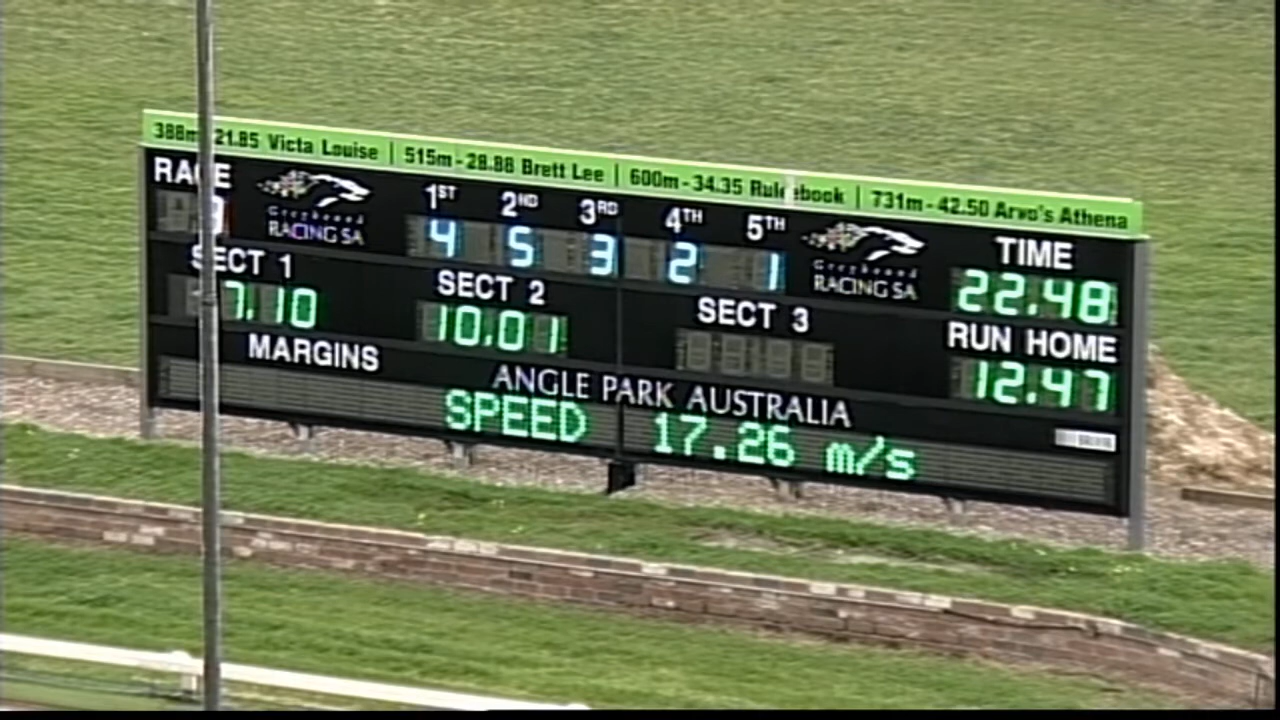 388m - 21.85 Victa Louise | 515m - 28.88 Brett Lee | 600m - 34.35 Rulebook | 731m - 42.50 Arvo's Athena
RACE
Greyhound
RACING SA
1ST 2ND 3RD 4TH 5TH
4 5 3 2 1
Greyhound
RACING SA
TIME
22.48
SECT 1
7.10
SECT 2
10.01
SECT 3
RUN HOME
12.47
MARGINS
ANGLE PARK AUSTRALIA
SPEED 17.26 m/s